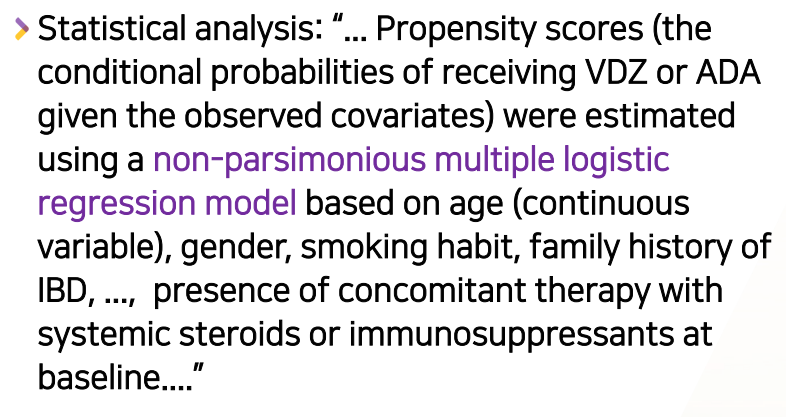 Statistical analysis: “... Propensity scores (the
conditional probabilities of receiving VDZ or ADA
given the observed covariates) were estimated
using a non-parsimonious multiple logistic
regression model based on age (continuous
variable), gender, smoking habit, family history of
IBD, ...,  presence of concomitant therapy with
systemic steroids or immunosuppressants at
baseline....”